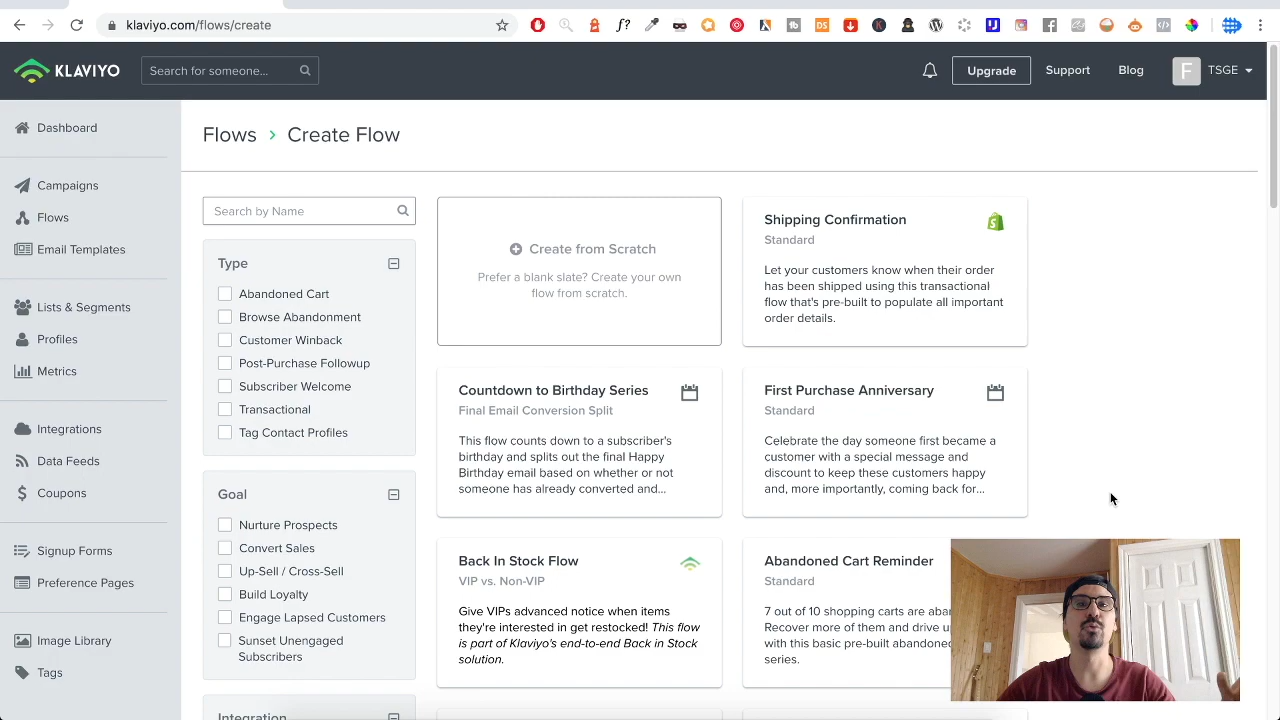 klaviyo.com/flows/create
f?
tb
DS
KLAVIYO
Search for someone...
Upgrade
Support
Blog
F
TSGE
Dashboard
Campaigns
Flows
Email Templates
Lists & Segments
Profiles
Metrics
Integrations
Data Feeds
Coupons
Signup Forms
Preference Pages
Image Library
Tags
Flows › Create Flow
Search by Name
Type
Abandoned Cart
Browse Abandonment
Customer Winback
Post-Purchase Followup
Subscriber Welcome
Transactional
Tag Contact Profiles
Goal
Nurture Prospects
Convert Sales
Up-Sell / Cross-Sell
Build Loyalty
Engage Lapsed Customers
Sunset Unengaged
Subscribers
Integration
Create from Scratch
Prefer a blank slate? Create your own
flow from scratch.
Shipping Confirmation
Standard
Let your customers know when their order
has been shipped using this transactional
flow that's pre-built to populate all important
order details.
Countdown to Birthday Series
Final Email Conversion Split
This flow counts down to a subscriber's
birthday and splits out the final Happy
Birthday email based on whether or not
someone has already converted and...
First Purchase Anniversary
Standard
Celebrate the day someone first became a
customer with a special message and
discount to keep these customers happy
and, more importantly, coming back for...
Back In Stock Flow
VIP vs. Non-VIP
Give VIPs advanced notice when items
they're interested in get restocked! This flow
is part of Klaviyo's end-to-end Back in Stock
solution.
Abandoned Cart Reminder
Standard
7 out of 10 shopping carts are aba
Recover more of them and drive
with this basic pre-built abandone
series.